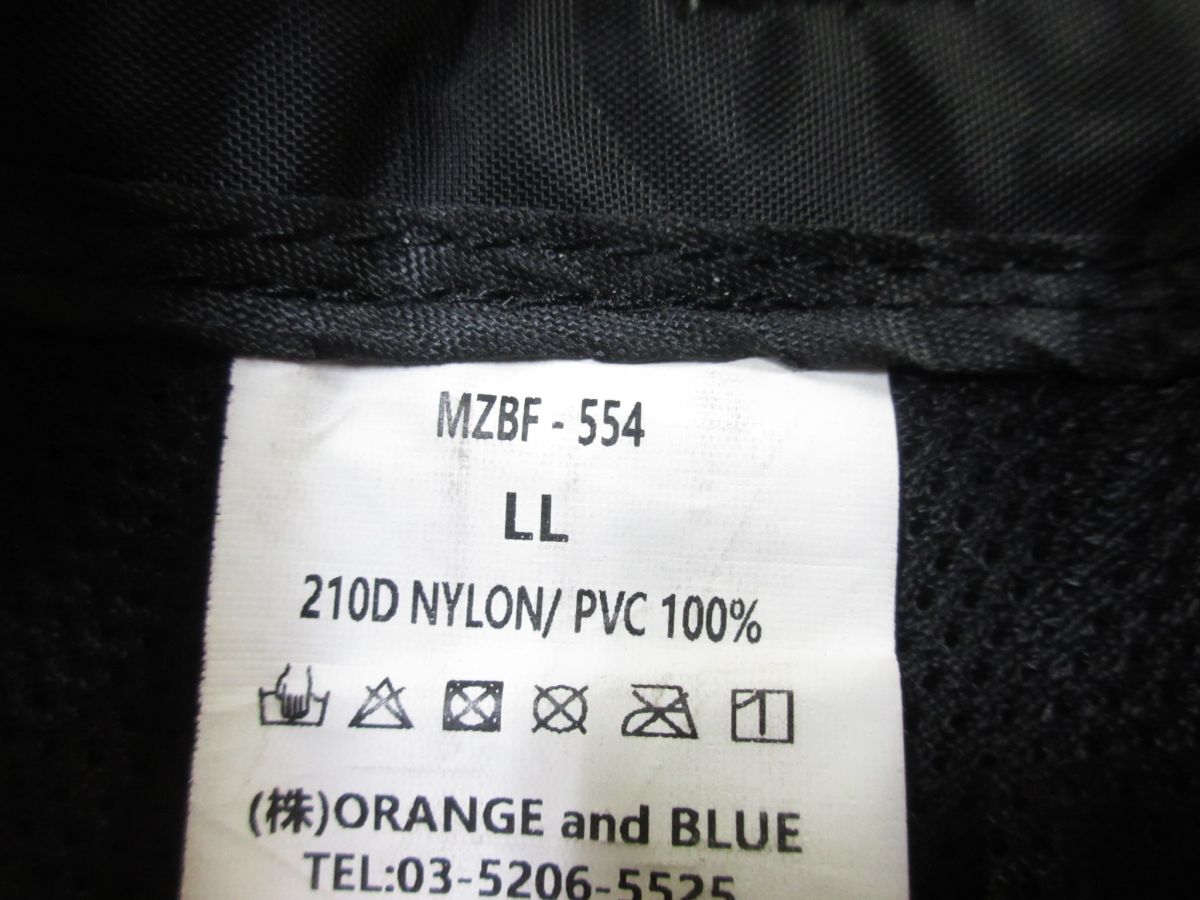 MZBF - 554
LL
210D NYLON/ PVC 100%
(株)ORANGE and BLUE
TEL:03-5206-5525